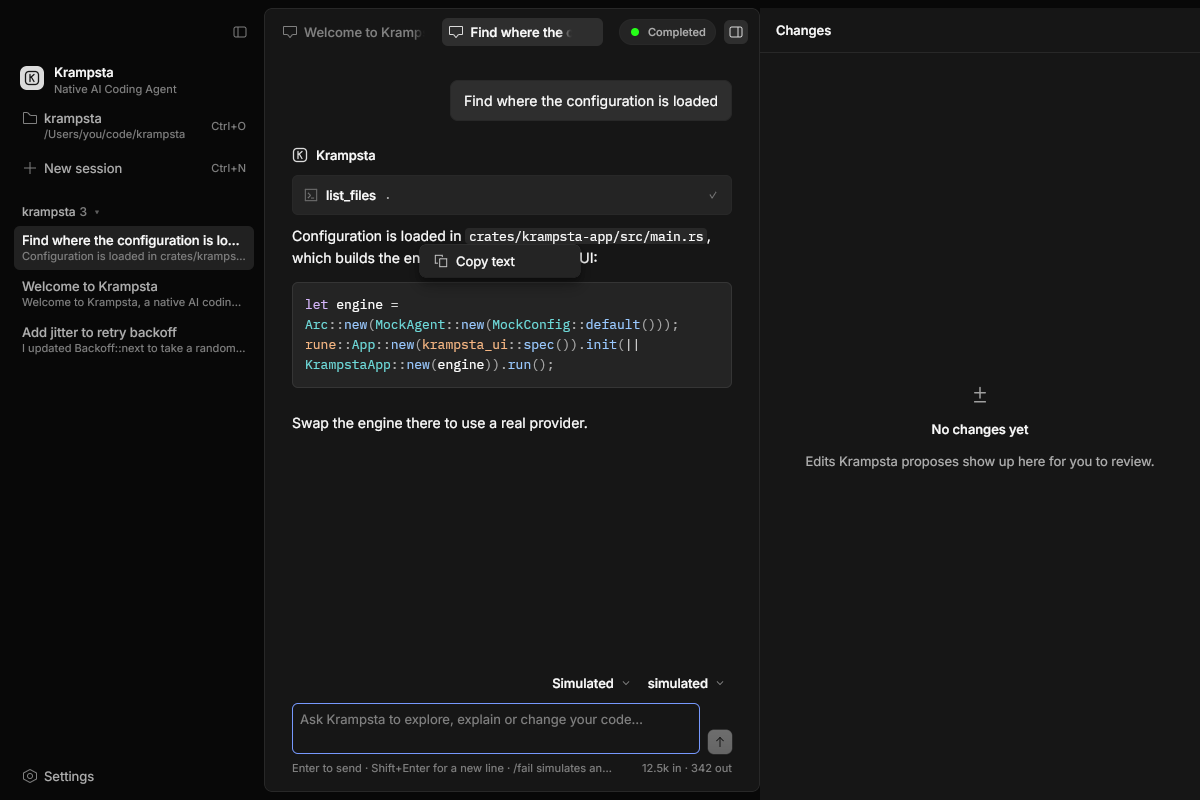 Krampsta
Native AI Coding Agent
krampsta
/Users/you/code/krampsta
Ctrl+O
New session
Ctrl+N
krampsta 3
Find where the configuration is lo...
Configuration is loaded in crates/kramps...
Welcome to Krampsta
Welcome to Krampsta, a native AI codin...
Add jitter to retry backoff
I updated Backoff::next to take a random...
Settings
Welcome to Kramp
Find where the
Completed
Find where the configuration is loaded
Krampsta
list_files .
Configuration is loaded in crates/krampsta-app/src/main.rs,
which builds the en UI:
Copy text
let engine =
Arc::new(MockAgent::new(MockConfig::default()));
rune::App::new(krampsta_ui::spec()).init(||
KrampstaApp::new(engine)).run();
Swap the engine there to use a real provider.
Simulated
simulated
Ask Krampsta to explore, explain or change your code...
Enter to send · Shift+Enter for a new line · /fail simulates an...
12.5k in · 342 out
Changes
No changes yet
Edits Krampsta proposes show up here for you to review.